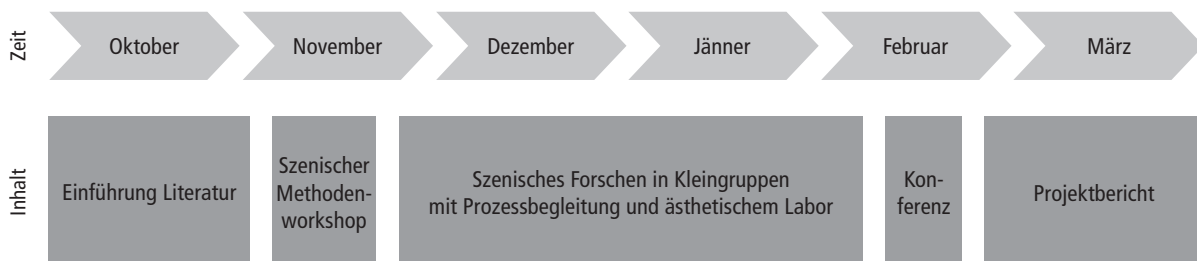 Zeit
Oktober
November
Dezember
Jänner
Februar
März
Inhalt
Einführung Literatur
Szenischer
Methoden-
workshop
Szenisches Forschen in Kleingruppen
mit Prozessbegleitung und ästhetischem Labor
Kon-
ferenz
Projektbericht